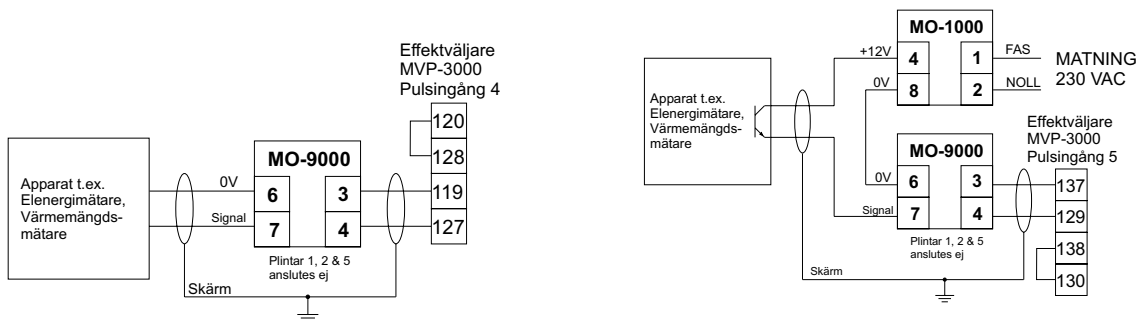 Effektväljare
MVP-3000
Pulsingång 4
120
128
119
127
MO-9000
6
3
7
4
0V
Signal
Apparat t.ex.
Elenergimätare,
Värmemängds-
mätare
Plintar 1, 2 & 5
anslutes ej
Skärm
MO-1000
4
1
8
2
+12V
0V
FAS
NOLL
MATNING
230 VAC
Apparat t.ex.
Elenergimätare,
Värmemängds-
mätare
MO-9000
6
3
7
4
0V
Signal
Plintar 1, 2 & 5
anslutes ej
Skärm
Effektväljare
MVP-3000
Pulsingång 5
137
129
138
130